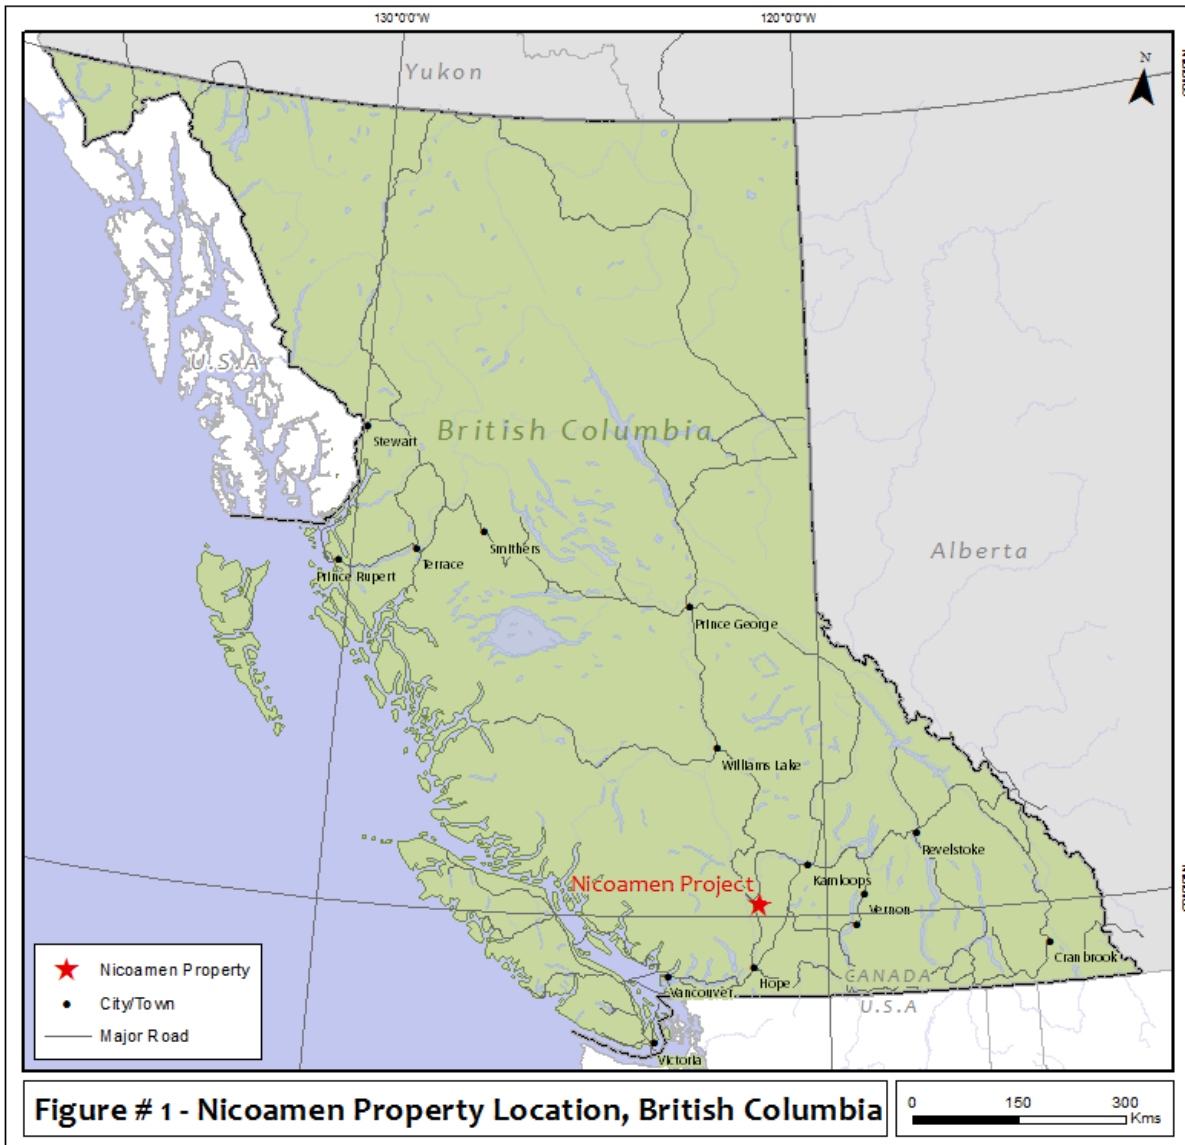 130°0'0"W
120°0'0"W
Yukon
N
U.S.A
British Columbia
Stewart
Smithers
Terrace
Prince Rupert
Alberta
Prince George
Williams Lake
Revelstoke
Kamloops
Nicoamen Project
Vernon
Cranbrook
CANADA
Hope
Vancouver
U.S.A
Victoria
Nicoamen Property
City/Town
Major Road
Figure # 1 - Nicoamen Property Location, British Columbia
0 150 300
Kms